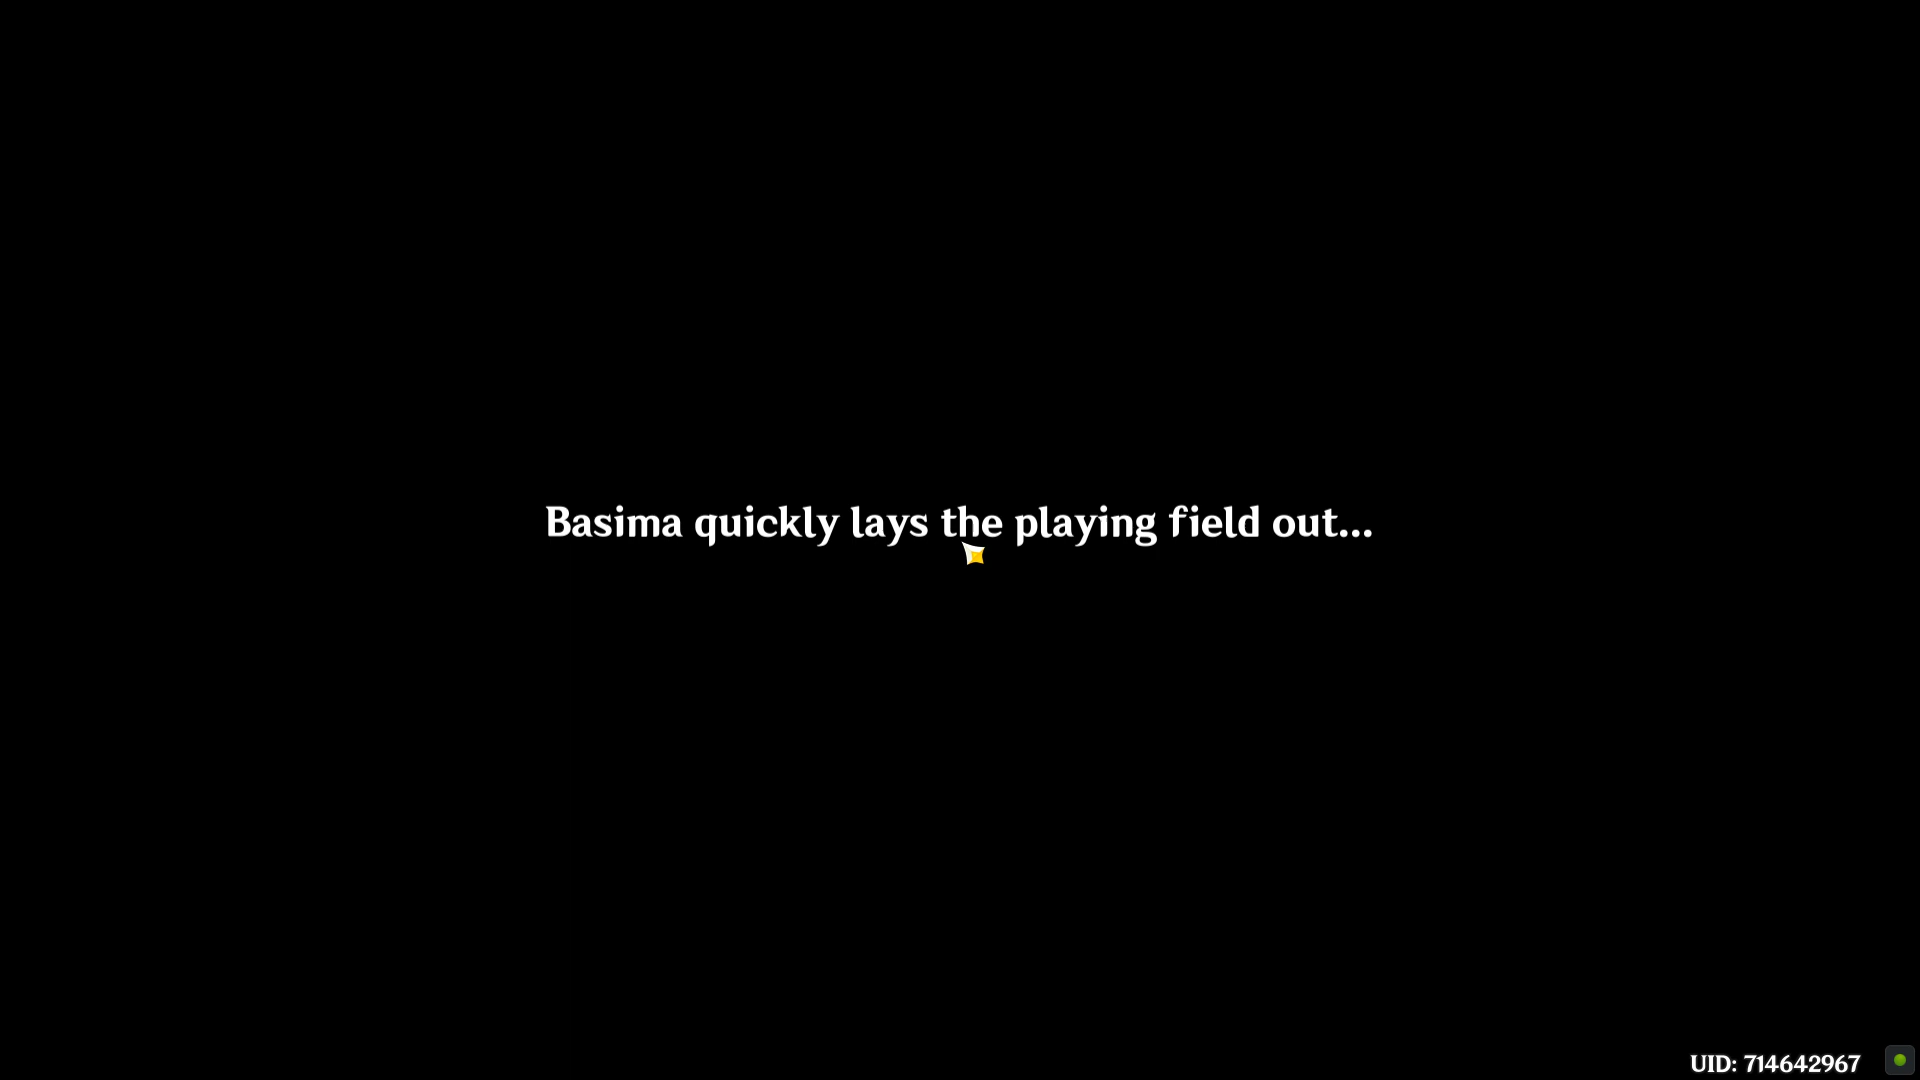 Basima quickly lays the playing field out...
UID: 714642967